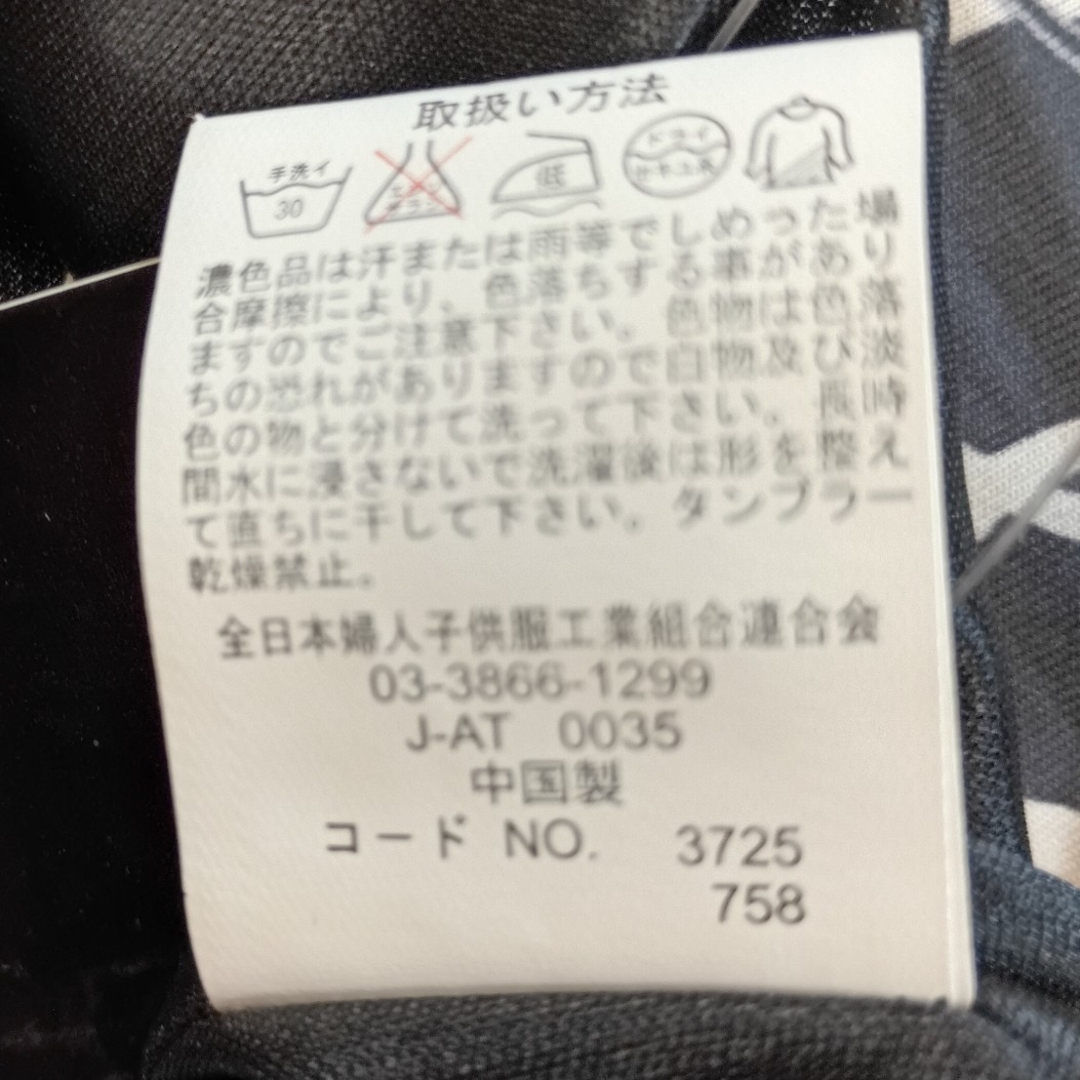 取扱い方法
手洗イ
30
エンソ
サラシ
低
ドライ
セキユ系
濃色品は汗または雨等でしめった場
合摩擦により、色落ちする事があり
ますのでご注意下さい。色物は色落
ちの恐れがありますので白物及び淡
色の物と分けて洗って下さい。長時
間水に浸さないで洗濯後は形を整え
て直ちに干して下さい。タンブラー
乾燥禁止。
全日本婦人子供服工業組合連合会
03-3866-1299
J-AT 0035
中国製
コード NO. 3725
758